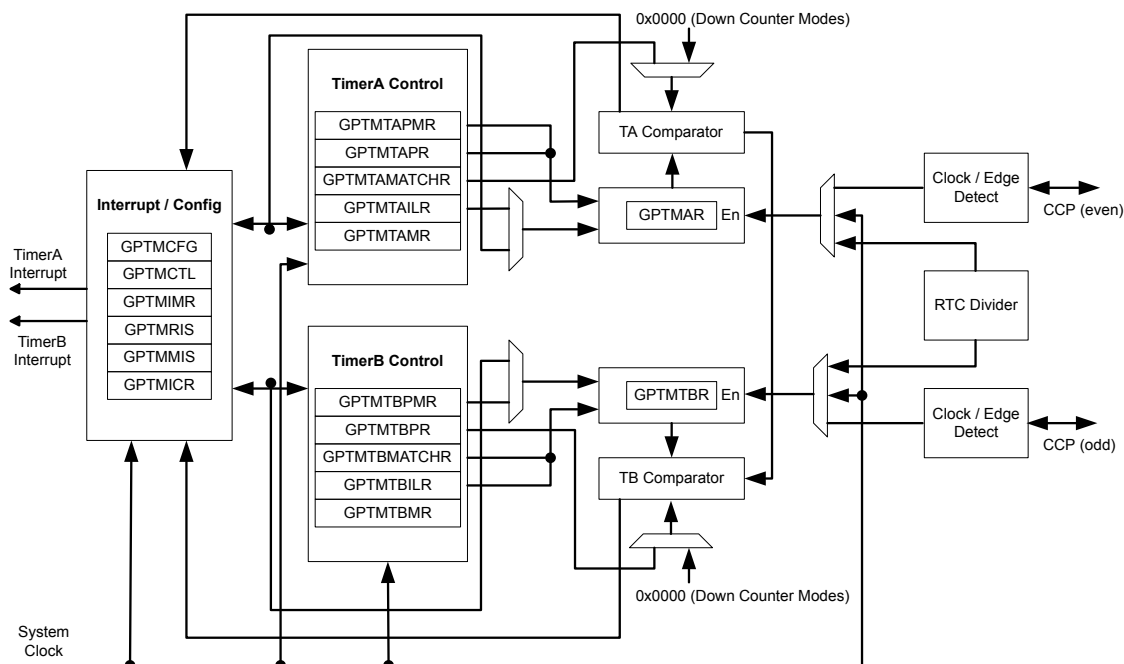 0x0000 (Down Counter Modes)
TimerA Control
GPTMTAPMR
GPTMTAPR
GPTMTAMATCHR
GPTMTAILR
GPTMTAMR
TA Comparator
GPTMAR
En
Clock / Edge
Detect
CCP (even)
Interrupt / Config
GPTMCFG
GPTMCTL
GPTMIMR
GPTMRIS
GPTMMIS
GPTMICR
TimerA
Interrupt
TimerB
Interrupt
RTC Divider
TimerB Control
GPTMTBPMR
GPTMTBPR
GPTMTBMATCHR
GPTMTBILR
GPTMTBMR
GPTMTBR
En
TB Comparator
Clock / Edge
Detect
CCP (odd)
0x0000 (Down Counter Modes)
System
Clock